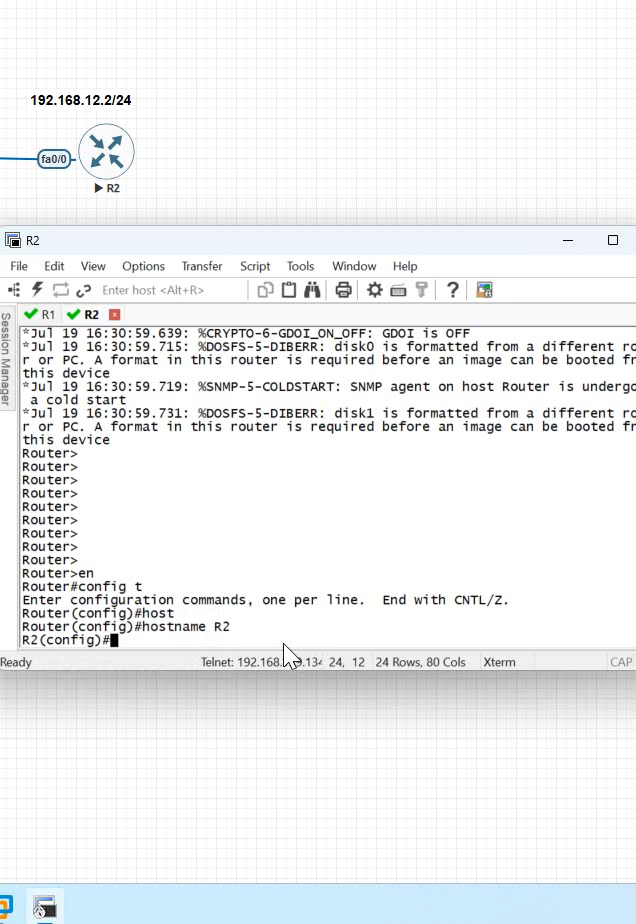 192.168.12.2/24
fa0/0
R2
R2
File Edit View Options Transfer Script Tools Window Help
Enter host <Alt+R>
Session Manager
R1 R2
*Jul 19 16:30:59.639: %CRYPTO-6-GDOI_ON_OFF: GDOI is OFF
*Jul 19 16:30:59.715: %DOSFS-5-DIBERR: disk0 is formatted from a different ro
r or PC. A format in this router is required before an image can be booted fr
this device
*Jul 19 16:30:59.719: %SNMP-5-COLDSTART: SNMP agent on host Router is undergo
a cold start
*Jul 19 16:30:59.731: %DOSFS-5-DIBERR: disk1 is formatted from a different ro
r or PC. A format in this router is required before an image can be booted fr
this device
Router>
Router>
Router>
Router>
Router>
Router>
Router>
Router>
Router>
Router>en
Router#config t
Enter configuration commands, one per line. End with CNTL/Z.
Router(config)#host
Router(config)#hostname R2
R2(config)#
Ready Telnet: 192.168. 24, 12 24 Rows, 80 Cols Xterm CAP